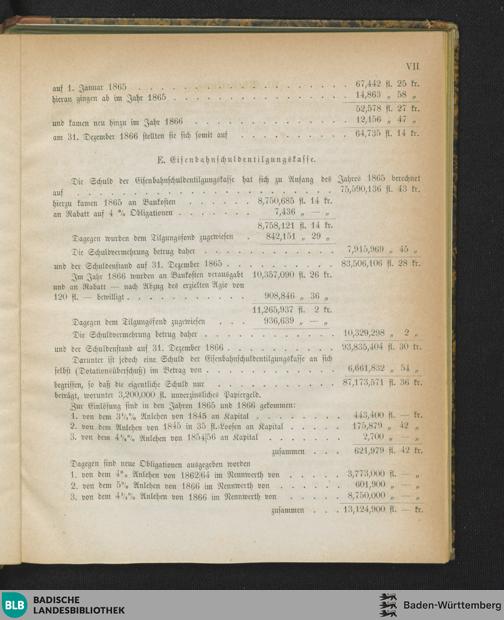 VII
auf 1. Januar 1865 . . . . . . . . . . . . . 67,442 fl. 25 kr.
hieran gingen ab im Jahr 1865 . . . . . . . . . . 14,863 „ 58 „
52,578 fl. 27 kr.
und kamen neu hinzu im Jahr 1866 . . . . . . . . . 12,156 „ 47 „
am 31. Dezember 1866 stellten sie sich somit auf . . . . . . . 64,735 fl. 14 kr.
E. Eisenbahnschuldentilgungskasse.
Die Schuld der Eisenbahnschuldentilgungskasse hat sich zu Anfang des Jahres 1865 berechnet
auf . . . . . . . . . . . . . . . . 75,590,136 fl. 43 kr.
hierzu kamen 1865 an Baukosten . . . . . 8,750,685 fl. 14 kr.
an Rabatt auf 4 % Obligationen . . . . . . 7,436 „ — „
8,758,121 fl. 14 kr.
Dagegen wurden dem Tilgungsfond zugewiesen . 842,151 „ 29 „
Die Schuldvermehrung betrug daher . . . . . . . . . 7,915,969 „ 45 „
und der Schuldenstand auf 31. Dezember 1865 . . . . . . . . 83,506,106 fl. 28 kr.
Im Jahr 1866 wurden an Baukosten verausgabt 10,357,090 fl. 26 kr.
und an Rabatt — nach Abzug des erzielten Agio von
120 fl. — bewilligt . . . . . . . . . 908,846 „ 36 „
11,265,937 fl. 2 kr.
Dagegen dem Tilgungsfond zugewiesen . . . 936,639 „ — „
Die Schuldvermehrung betrug daher . . . . . . . . . 10,329,298 „ 2 „
und der Schuldenstand auf 31. Dezember 1866 . . . . . . . . 93,835,404 fl. 30 kr.
Darunter ist jedoch eine Schuld der Eisenbahnschuldentilgungskasse an sich
selbst (Dotationsüberschuß) im Betrag von . . . . . . . . . 6,661,832 „ 54 „
begriffen, so daß die eigentliche Schuld nur . . . . . . . . 87,173,571 fl. 36 kr.
beträgt, worunter 3,200,000 fl. unverzinsliches Papiergeld.
Zur Einlösung sind in den Jahren 1865 und 1866 gekommen:
1. von dem 3½% Anlehen von 1845 an Kapital . . . . . . . 443,400 fl. — kr.
2. von dem Anlehen von 1845 in 35 fl.-Loosen an Kapital . . . . . 175,879 „ 42 „
3. von dem 4½% Anlehen von 1854|56 an Kapital . . . . . . 2,700 „ — „
zusammen . . . 621,979 fl. 42 kr.
Dagegen sind neue Obligationen ausgegeben worden
1. von dem 4% Anlehen von 1862|64 im Nennwerth von . . . . . 3,773,000 fl. — „
2. von dem 5% Anlehen von 1866 im Nennwerth von . . . . . . 601,900 „ — „
3. von dem 4½% Anlehen von 1866 im Nennwerth von . . . . . . 8,750,000 „ — „
zusammen . . . 13,124,900 fl. — kr.
BLB BADISCHE
LANDESBIBLIOTHEK
Baden-Württemberg